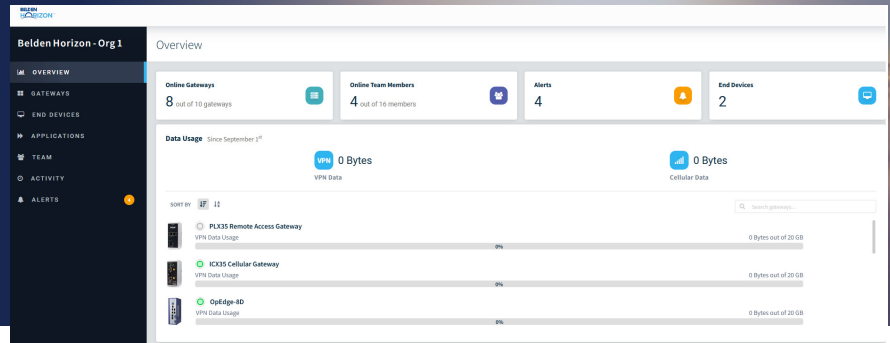 BELDEN
HORIZON
Belden Horizon - Org 1
Overview
OVERVIEW
GATEWAYS
END DEVICES
APPLICATIONS
TEAM
ACTIVITY
ALERTS
4
Online Gateways
8 out of 10 gateways
Online Team Members
4 out of 16 members
Alerts
4
End Devices
2
Data Usage Since September 1st
VPN 0 Bytes
VPN Data
0 Bytes
Cellular Data
SORT BY
Search gateways...
PLX35 Remote Access Gateway
VPN Data Usage 0 Bytes out of 20 GB
0%
ICX35 Cellular Gateway
VPN Data Usage 0 Bytes out of 20 GB
0%
OpEdge-8D
VPN Data Usage 0 Bytes out of 20 GB
0%